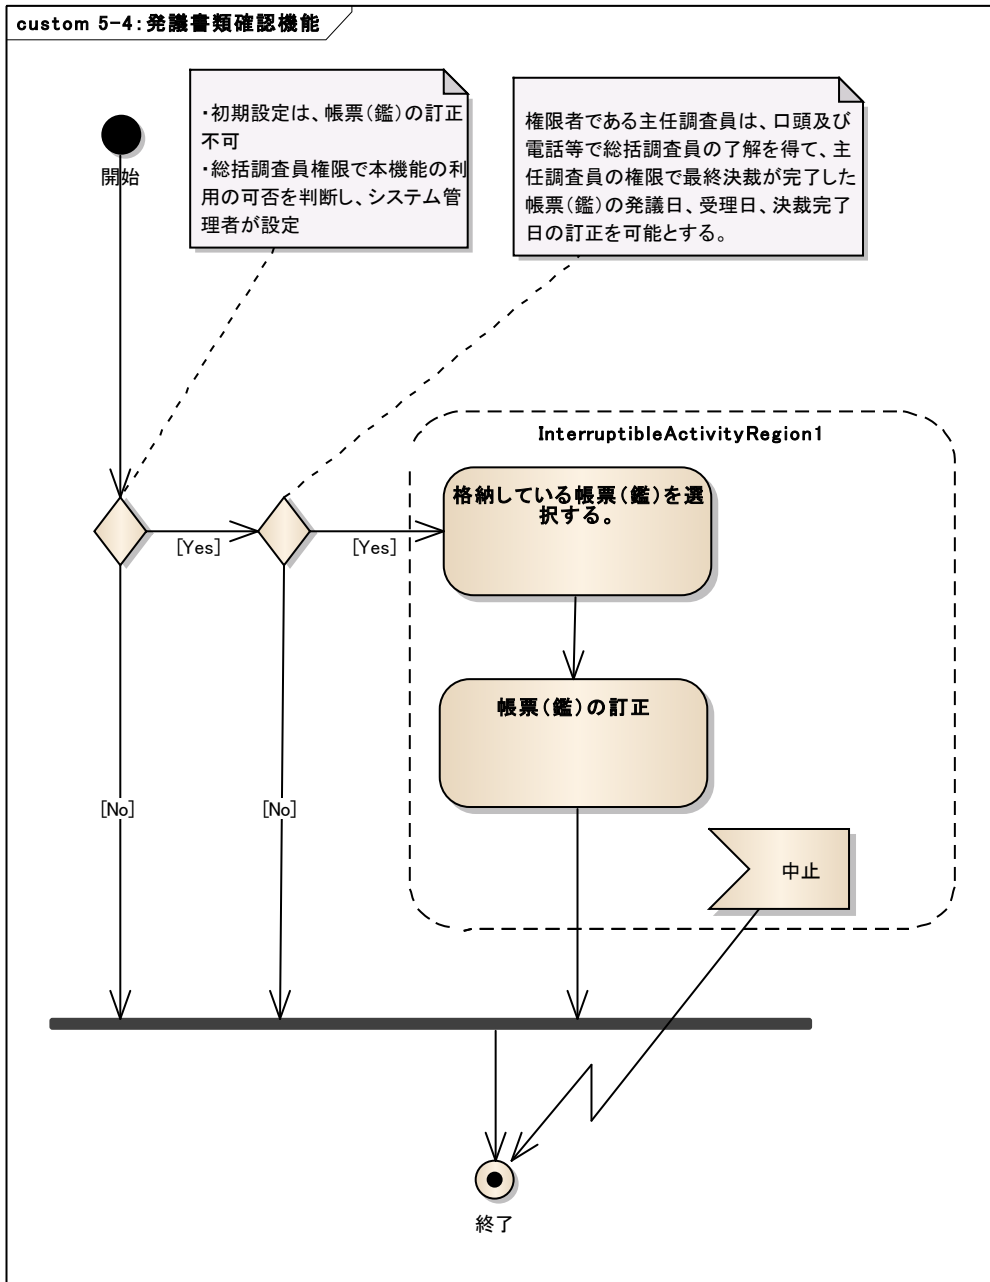 custom 5-4:発議書類確認機能
・初期設定は、帳票(鑑)の訂正
不可
・総括調査員権限で本機能の利
用の可否を判断し、システム管
理者が設定
権限者である主任調査員は、口頭及び
電話等で総括調査員の了解を得て、主
任調査員の権限で最終決裁が完了した
帳票(鑑)の発議日、受理日、決裁完了
日の訂正を可能とする。
開始
InterruptibleActivityRegion1
格納している帳票(鑑)を選
択する。
[Yes]
[Yes]
帳票(鑑)の訂正
[No]
[No]
中止
終了